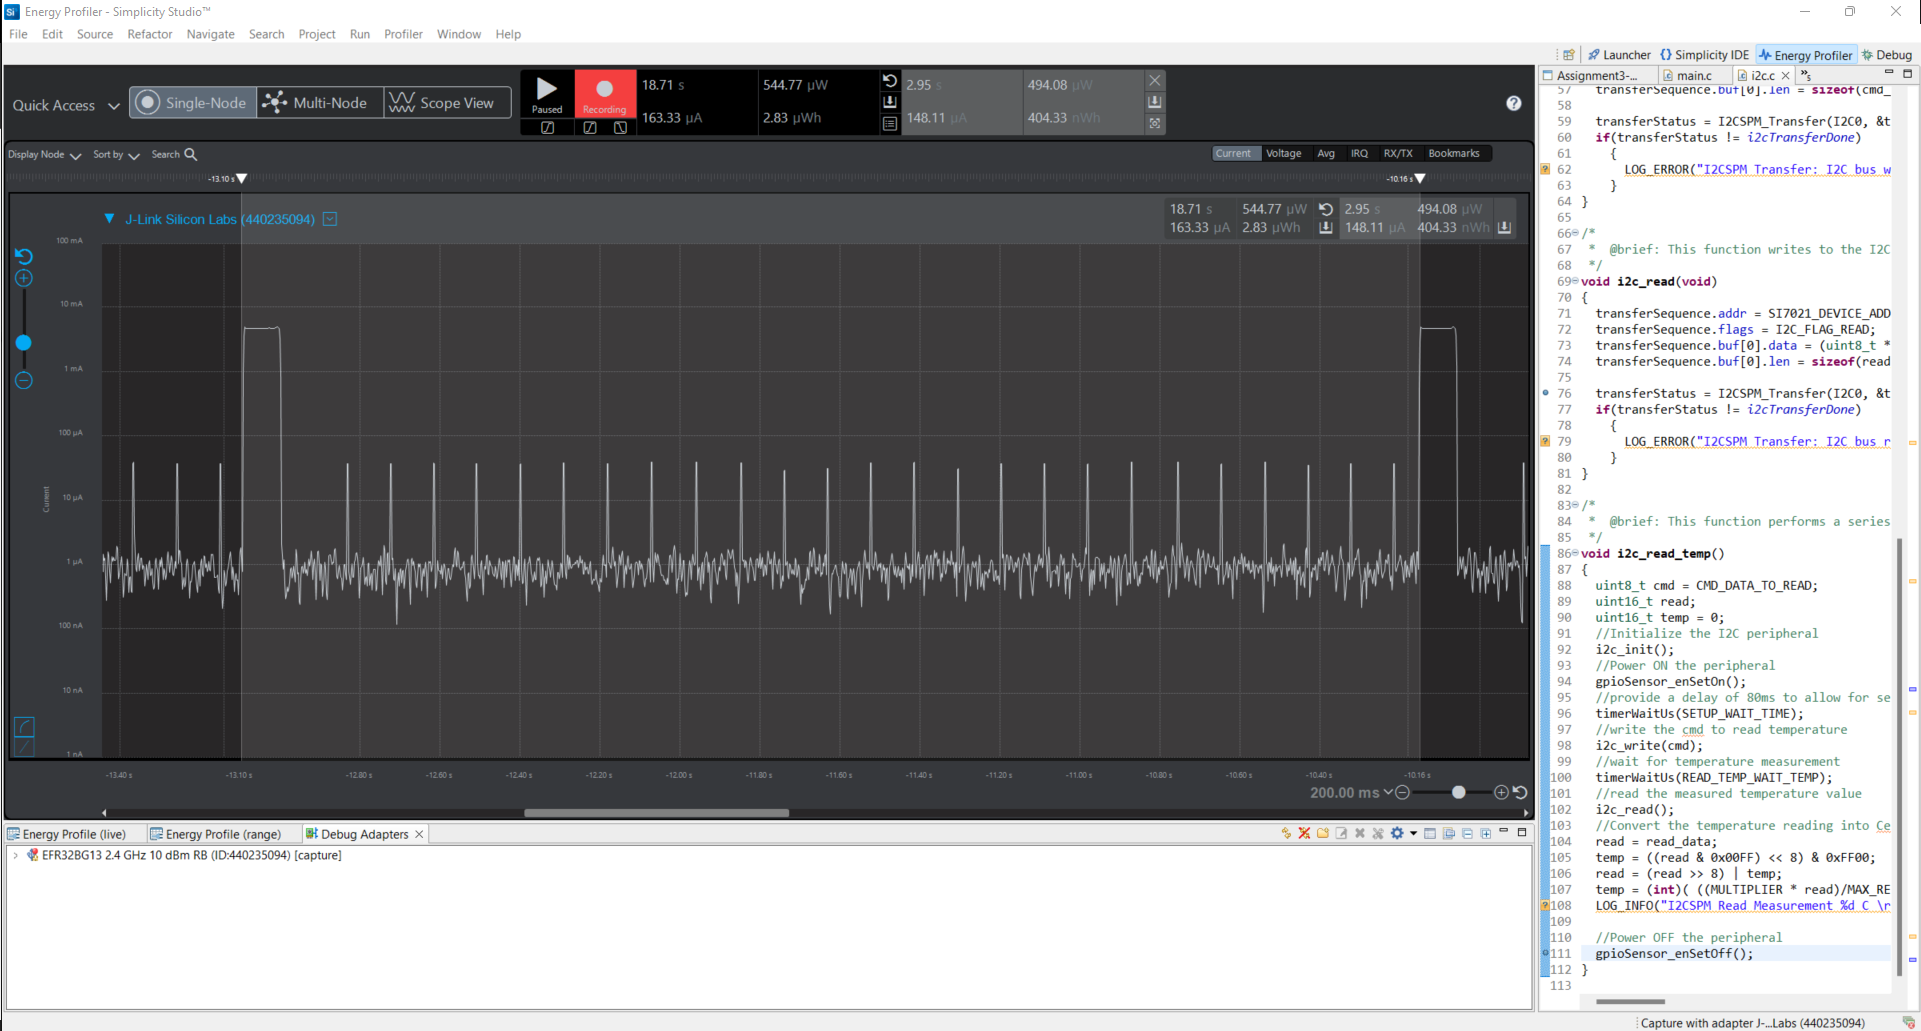 Energy Profiler - Simplicity Studio™
File Edit Source Refactor Navigate Search Project Run Profiler Window Help
Launcher Simplicity IDE Energy Profiler Debug
Quick Access Single-Node Multi-Node Scope View
Paused Recording
18.71 s 544.77 µW 2.95 s 494.08 µW
163.33 µA 2.83 µWh 148.11 µA 404.33 nWh
Display Node Sort by Search
Current Voltage Avg IRQ RX/TX Bookmarks
-13.10 s -10.16 s
J-Link Silicon Labs (440235094)
18.71 s 544.77 µW 2.95 s 494.08 µW
163.33 µA 2.83 µWh 148.11 µA 404.33 nWh
100 mA
10 mA
1 mA
100 µA
10 µA
1 µA
100 nA
10 nA
1 nA
Current
-13.40 s -13.10 s -12.80 s -12.60 s -12.40 s -12.20 s -12.00 s -11.80 s -11.60 s -11.40 s -11.20 s -11.00 s -10.80 s -10.60 s -10.40 s -10.16 s
200.00 ms
Energy Profile (live) Energy Profile (range) Debug Adapters
EFR32BG13 2.4 GHz 10 dBm RB (ID:440235094) [capture]
Assignment3-... main.c i2c.c »5
57 transferSequence.buf[0].len = sizeof(cmd_
58
59 transferStatus = I2CSPM_Transfer(I2C0, &t
60 if(transferStatus != i2cTransferDone)
61 {
62 LOG_ERROR("I2CSPM_Transfer: I2C bus w
63 }
64 }
65
66 /*
67 * @brief: This function writes to the I2C
68 */
69 void i2c_read(void)
70 {
71 transferSequence.addr = SI7021_DEVICE_ADD
72 transferSequence.flags = I2C_FLAG_READ;
73 transferSequence.buf[0].data = (uint8_t *
74 transferSequence.buf[0].len = sizeof(read
75
76 transferStatus = I2CSPM_Transfer(I2C0, &t
77 if(transferStatus != i2cTransferDone)
78 {
79 LOG_ERROR("I2CSPM_Transfer: I2C bus r
80 }
81 }
82
83 /*
84 * @brief: This function performs a series
85 */
86 void i2c_read_temp()
87 {
88 uint8_t cmd = CMD_DATA_TO_READ;
89 uint16_t read;
90 uint16_t temp = 0;
91 //Initialize the I2C peripheral
92 i2c_init();
93 //Power ON the peripheral
94 gpioSensor_enSetOn();
95 //provide a delay of 80ms to allow for se
96 timerWaitUs(SETUP_WAIT_TIME);
97 //write the cmd to read temperature
98 i2c_write(cmd);
99 //wait for temperature measurement
100 timerWaitUs(READ_TEMP_WAIT_TEMP);
101 //read the measured temperature value
102 i2c_read();
103 //Convert the temperature reading into Ce
104 read = read_data;
105 temp = ((read & 0x00FF) << 8) & 0xFF00;
106 read = (read >> 8) | temp;
107 temp = (int)( ((MULTIPLIER * read)/MAX_RE
108 LOG_INFO("I2CSPM Read Measurement %d C \r
109
110 //Power OFF the peripheral
111 gpioSensor_enSetOff();
112 }
113
Capture with adapter J-...Labs (440235094)